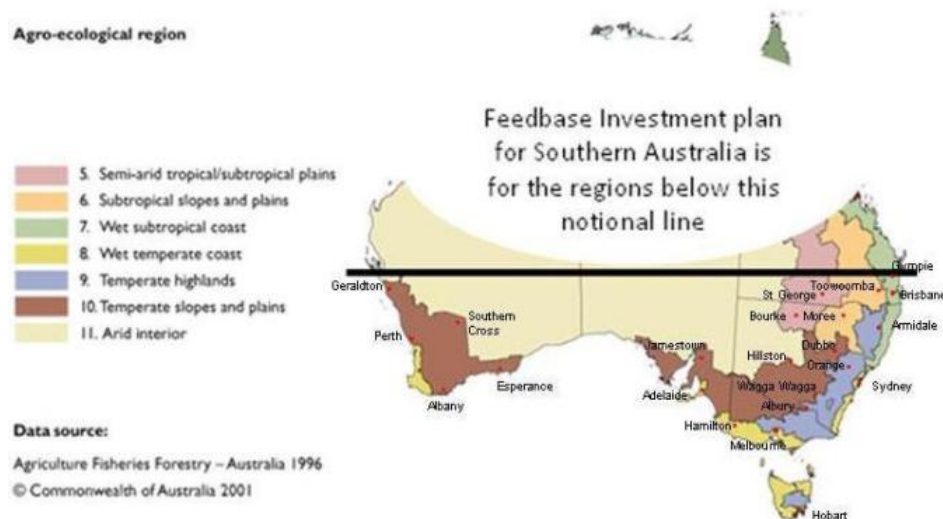 Agro-ecological region
Feedbase Investment plan
for Southern Australia is
for the regions below this
notional line
5. Semi-arid tropical/subtropical plains
6. Subtropical slopes and plains
7. Wet subtropical coast
8. Wet temperate coast
9. Temperate highlands
10. Temperate slopes and plains
11. Arid interior
Data source:
Agriculture Fisheries Forestry – Australia 1996
© Commonwealth of Australia 2001
Gympie
Geraldton
St George
Toowoomba
Brisbane
Southern
Cross
Bourke
Moree
Armidale
Perth
Jamestown
Hillston
Dubbo
Orange
Esperance
Adelaide
Wagga Wagga
Sydney
Albany
Albury
Hamilton
Melbourne
Hobart